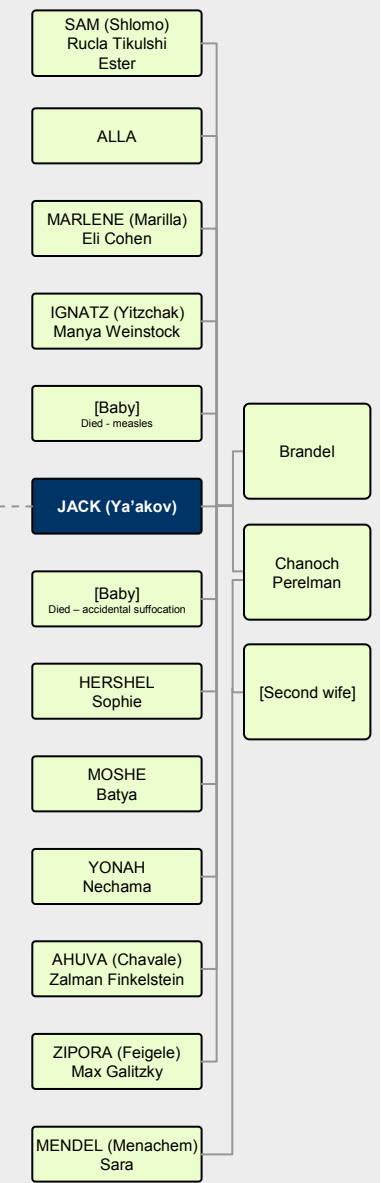 SAM (Shlomo)
Rucla Tikulshi
Ester
ALLA
MARLENE (Marilla)
Eli Cohen
IGNATZ (Yitzchak)
Manya Weinstock
[Baby]
Died - measles
JACK (Ya’akov)
[Baby]
Died – accidental suffocation
HERSHEL
Sophie
MOSHE
Batya
YONAH
Nechama
AHUVA (Chavale)
Zalman Finkelstein
ZIPORA (Feigele)
Max Galitzky
MENDEL (Menachem)
Sara
Brandel
Chanoch
Perelman
[Second wife]